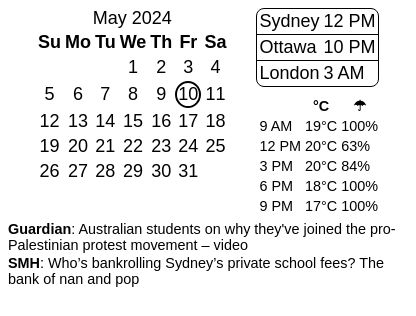 May 2024
Su Mo Tu We Th Fr Sa
1 2 3 4
5 6 7 8 9 10 11
12 13 14 15 16 17 18
19 20 21 22 23 24 25
26 27 28 29 30 31
Sydney 12 PM
Ottawa 10 PM
London 3 AM
°C ☂
9 AM 19°C 100%
12 PM 20°C 63%
3 PM 20°C 84%
6 PM 18°C 100%
9 PM 17°C 100%
Guardian: Australian students on why they've joined the pro-
Palestinian protest movement – video
SMH: Who’s bankrolling Sydney’s private school fees? The
bank of nan and pop